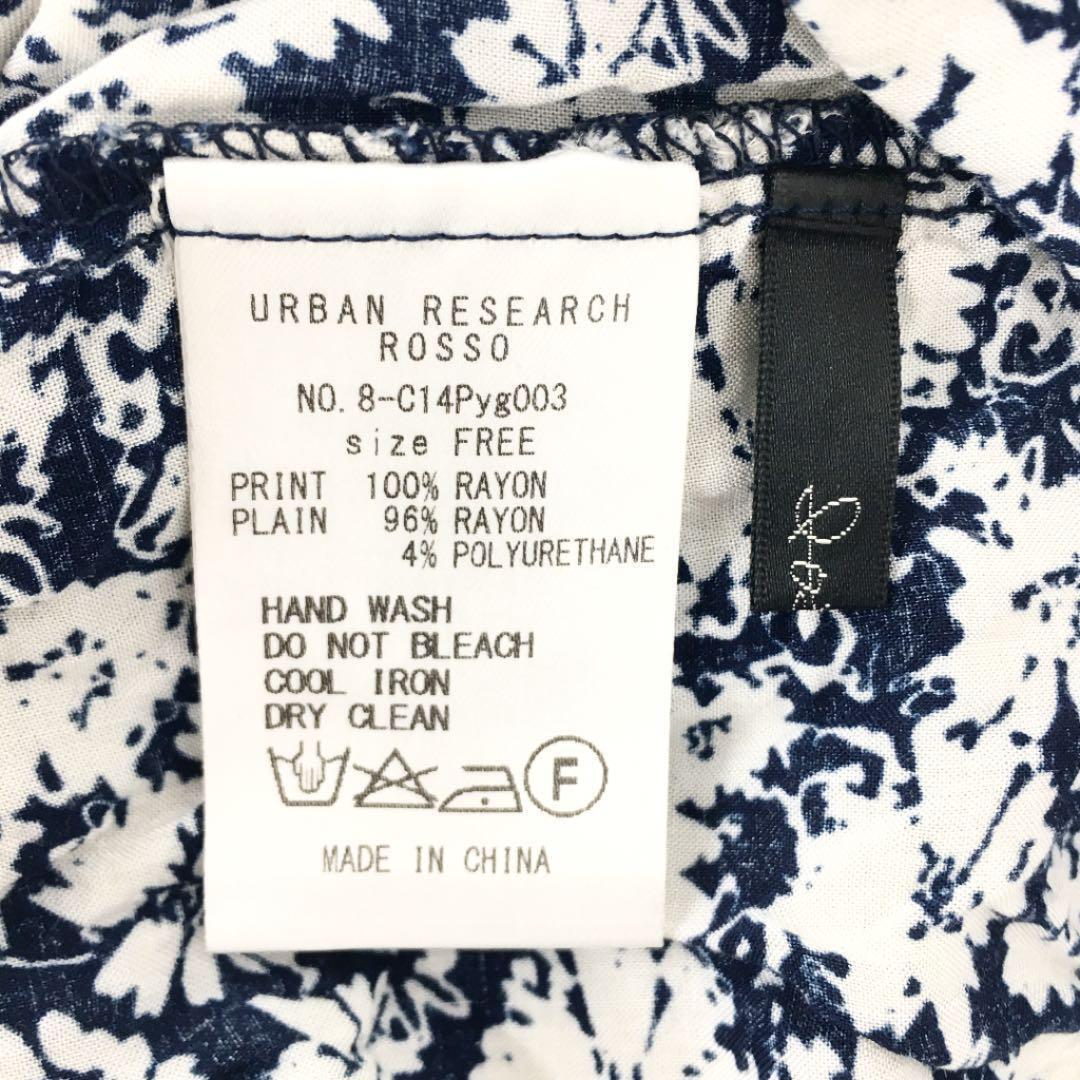 URBAN RESEARCH
ROSSO
NO. 8-C14Pyg003
size FREE
PRINT 100% RAYON
PLAIN 96% RAYON
4% POLYURETHANE
HAND WASH
DO NOT BLEACH
COOL IRON
DRY CLEAN
F
MADE IN CHINA